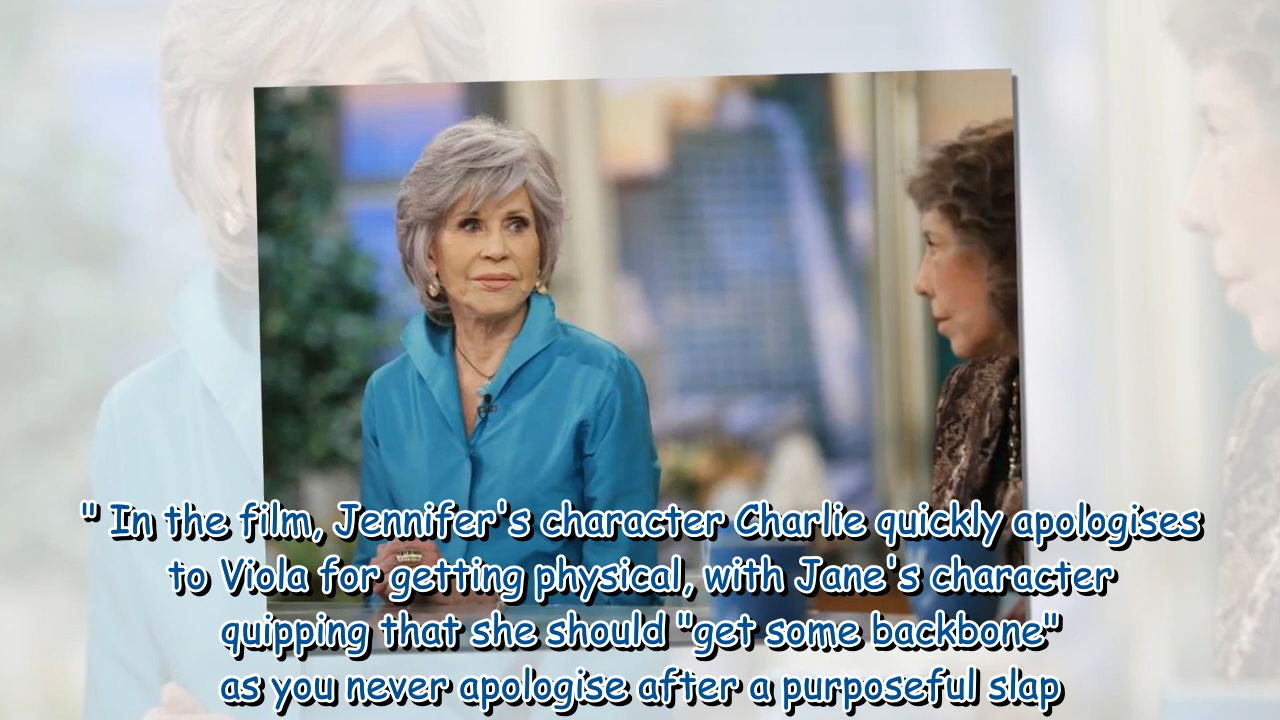 " In the film, Jennifer's character Charlie quickly apologises
to Viola for getting physical, with Jane's character
quipping that she should "get some backbone"
as you never apologise after a purposeful slap